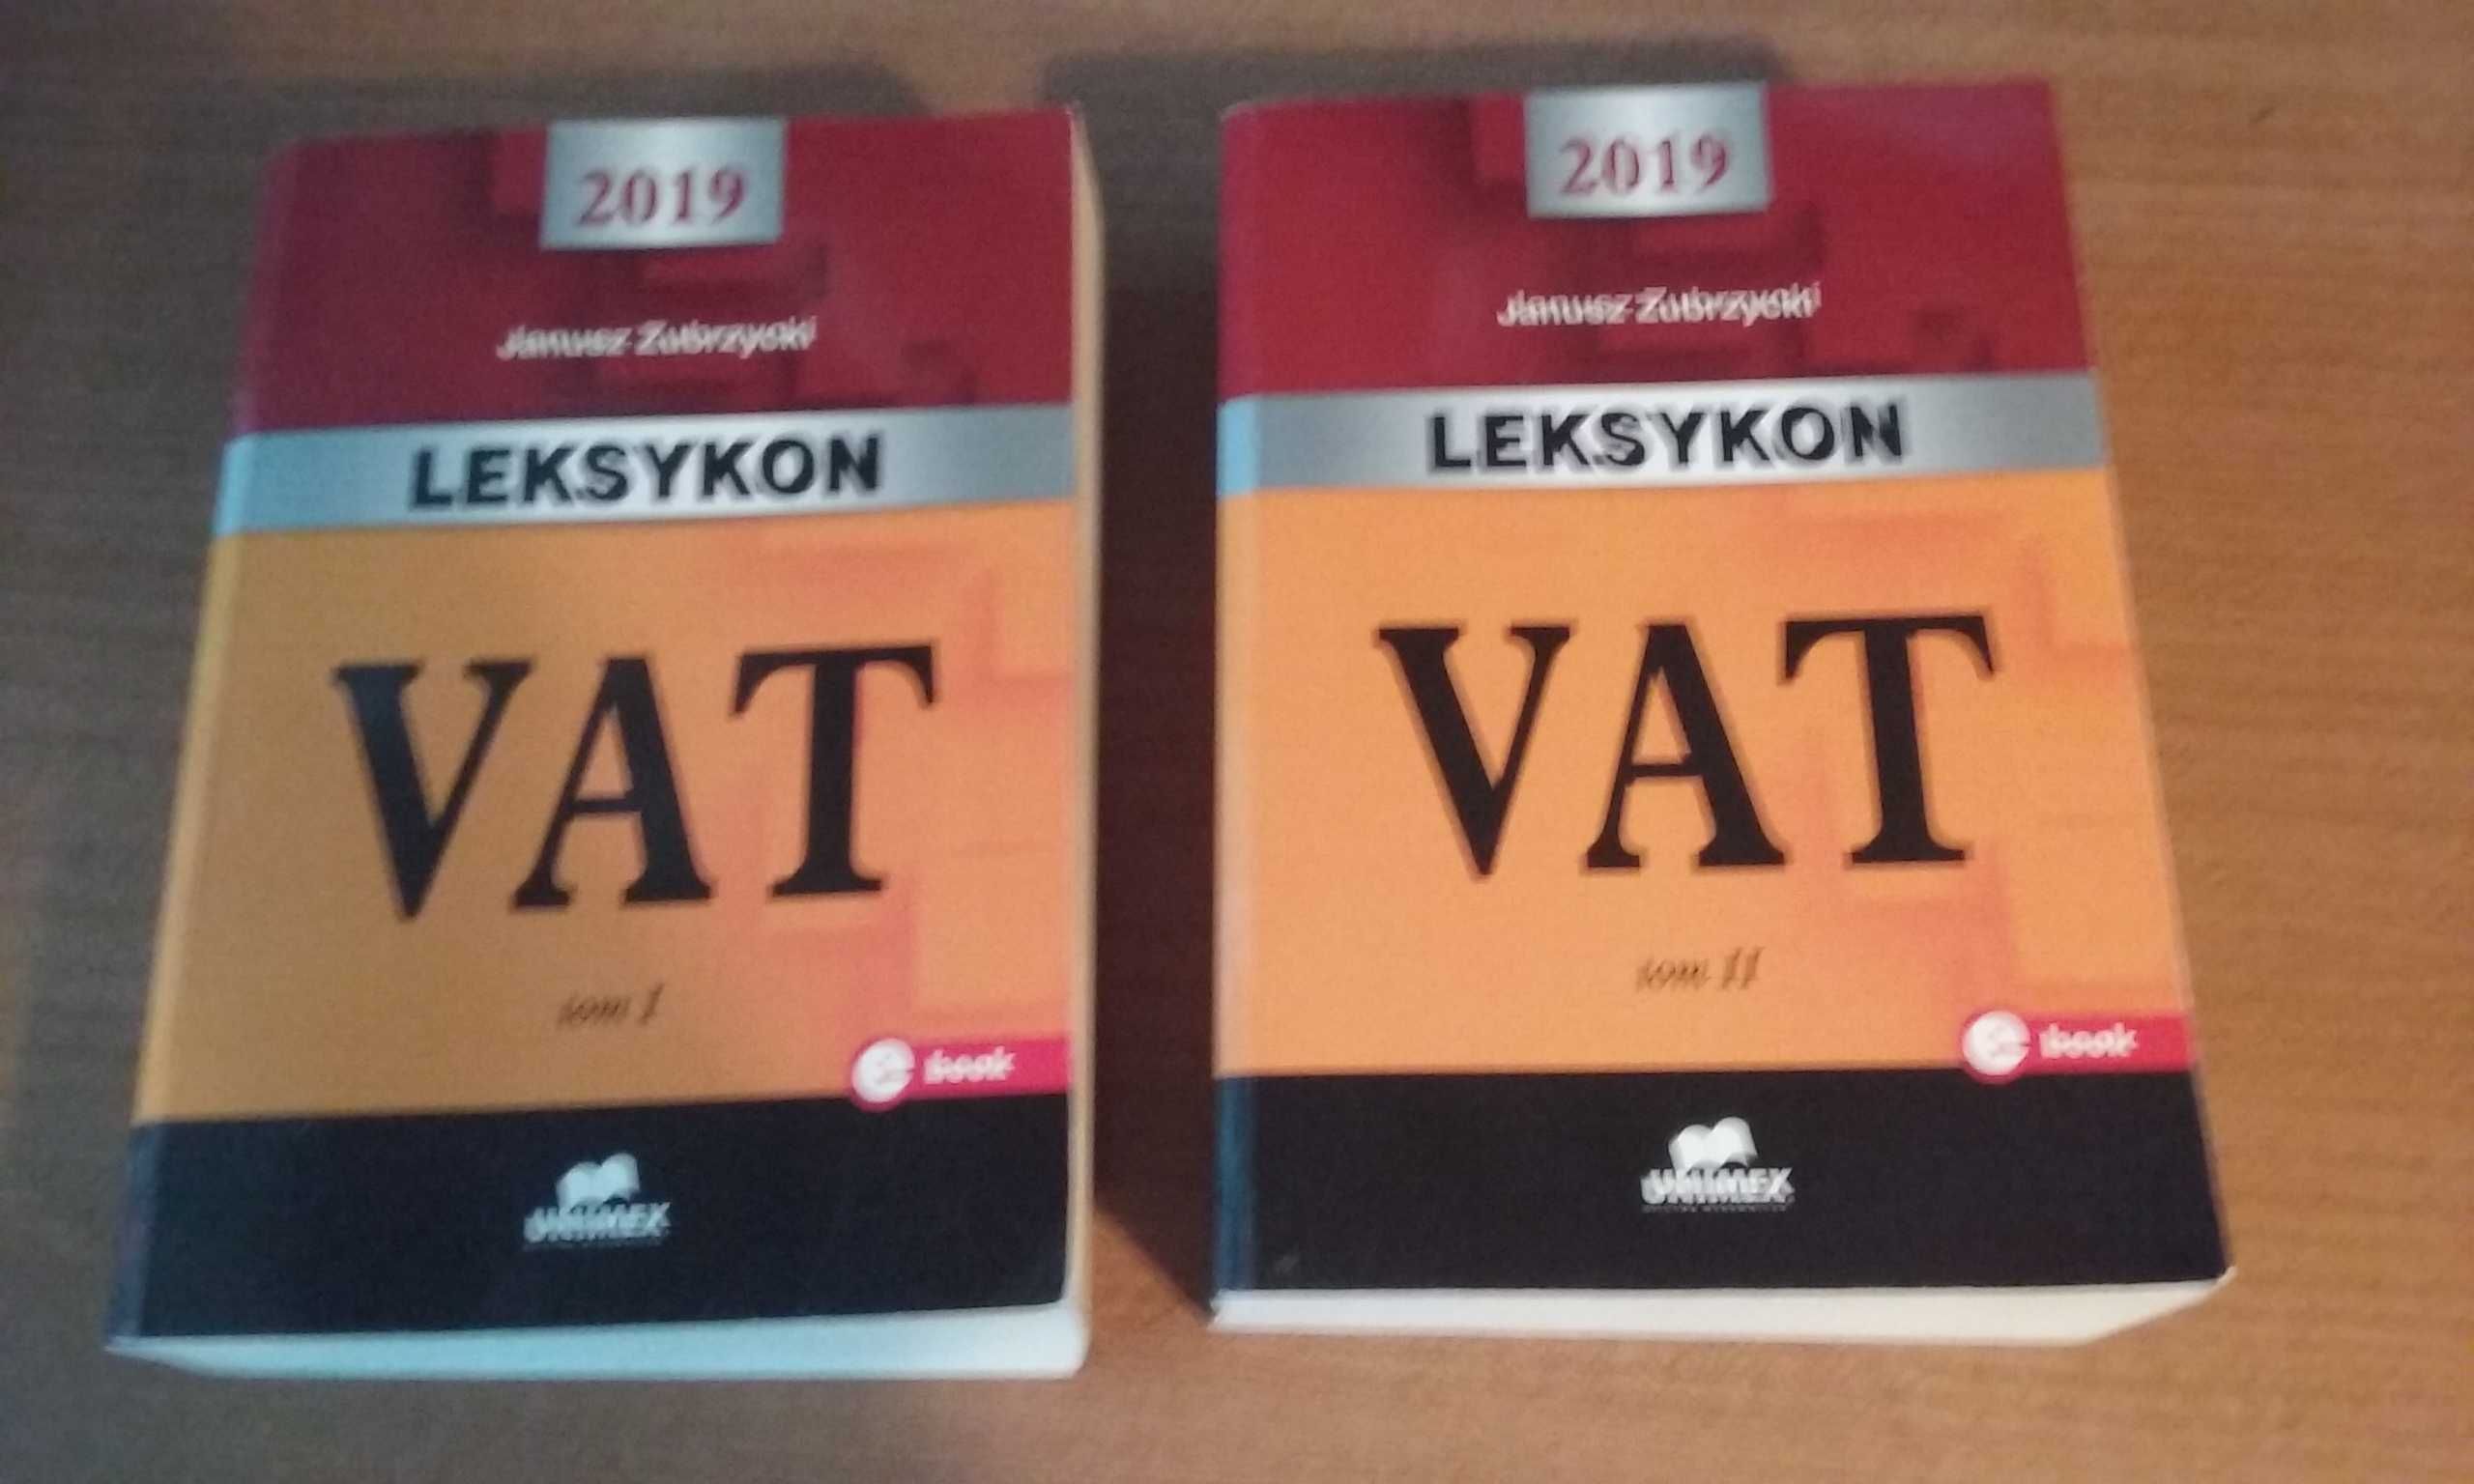 2019
Janusz Zubrzycki
LEKSYKON
VAT
tom I
e book
UNIMEX
2019
Janusz Zubrzycki
LEKSYKON
VAT
tom II
e book
UNIMEX